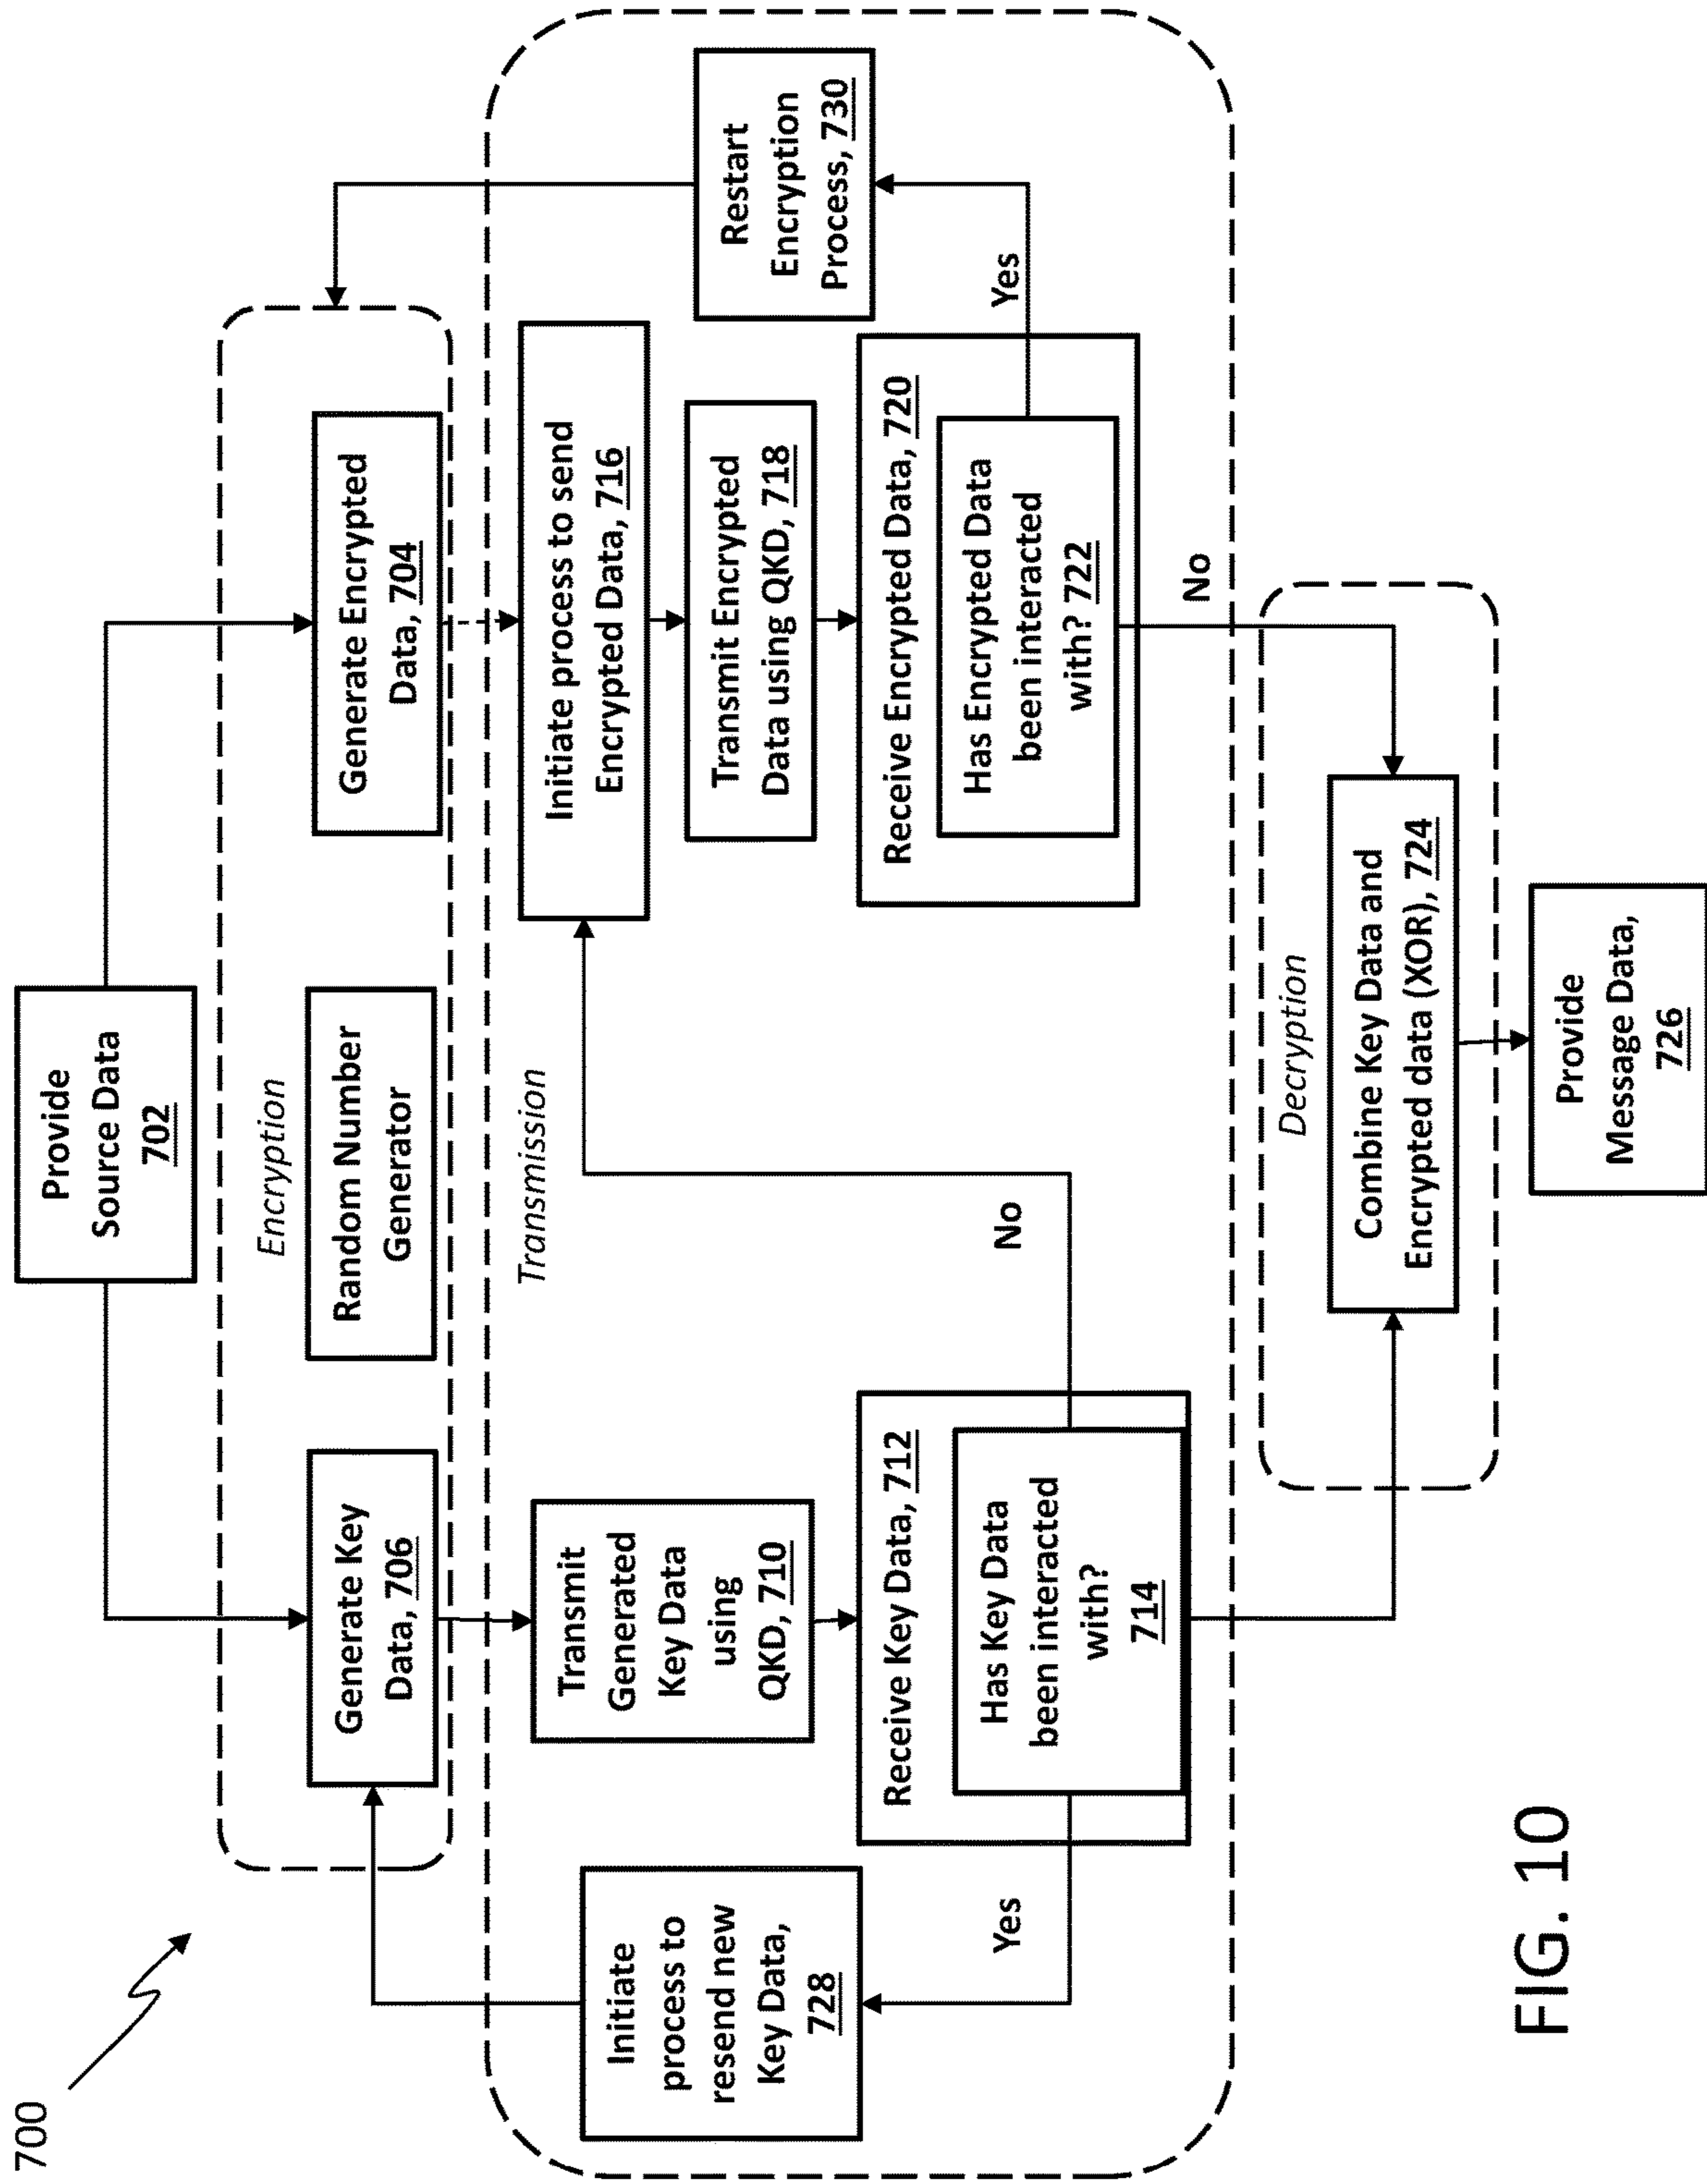 700
Provide
Source Data
702
Encryption
Generate Key
Data, 706
Random Number
Generator
Generate Encrypted
Data, 704
Transmission
Initiate
process to
resend new
Key Data,
728
Transmit
Generated
Key Data
using
QKD, 710
Initiate process to send
Encrypted Data, 716
Transmit Encrypted
Data using QKD, 718
Restart
Encryption
Process, 730
Receive Key Data, 712
Has Key Data
been interacted
with?
714
Yes
No
Receive Encrypted Data, 720
Has Encrypted Data
been interacted
with? 722
Yes
No
Decryption
Combine Key Data and
Encrypted data (XOR), 724
Provide
Message Data,
726
FIG. 10